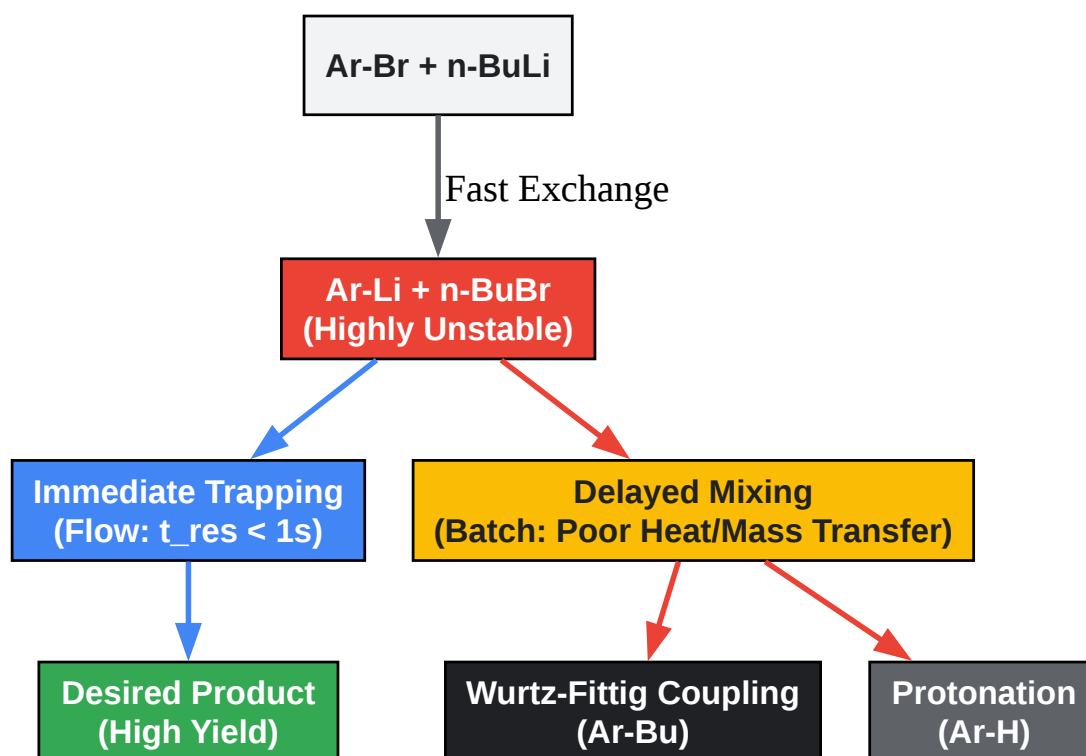 Ar-Br + n-BuLi
Fast Exchange
Ar-Li + n-BuBr
(Highly Unstable)
Immediate Trapping
(Flow: t_res < 1s)
Delayed Mixing
(Batch: Poor Heat/Mass Transfer)
Desired Product
(High Yield)
Wurtz-Fittig Coupling
(Ar-Bu)
Protonation
(Ar-H)